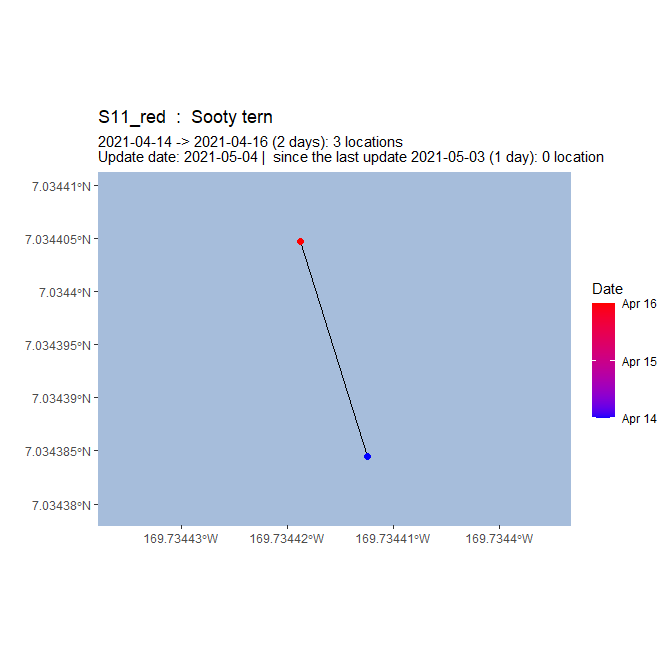 S11_red : Sooty tern
2021-04-14 -> 2021-04-16 (2 days): 3 locations
Update date: 2021-05-04 | since the last update 2021-05-03 (1 day): 0 location
7.03441°N
7.034405°N
7.0344°N
7.034395°N
7.03439°N
7.034385°N
7.03438°N
169.73443°W 169.73442°W 169.73441°W 169.7344°W
Date
Apr 16
Apr 15
Apr 14